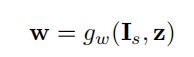 w = g_w(I_s, z)